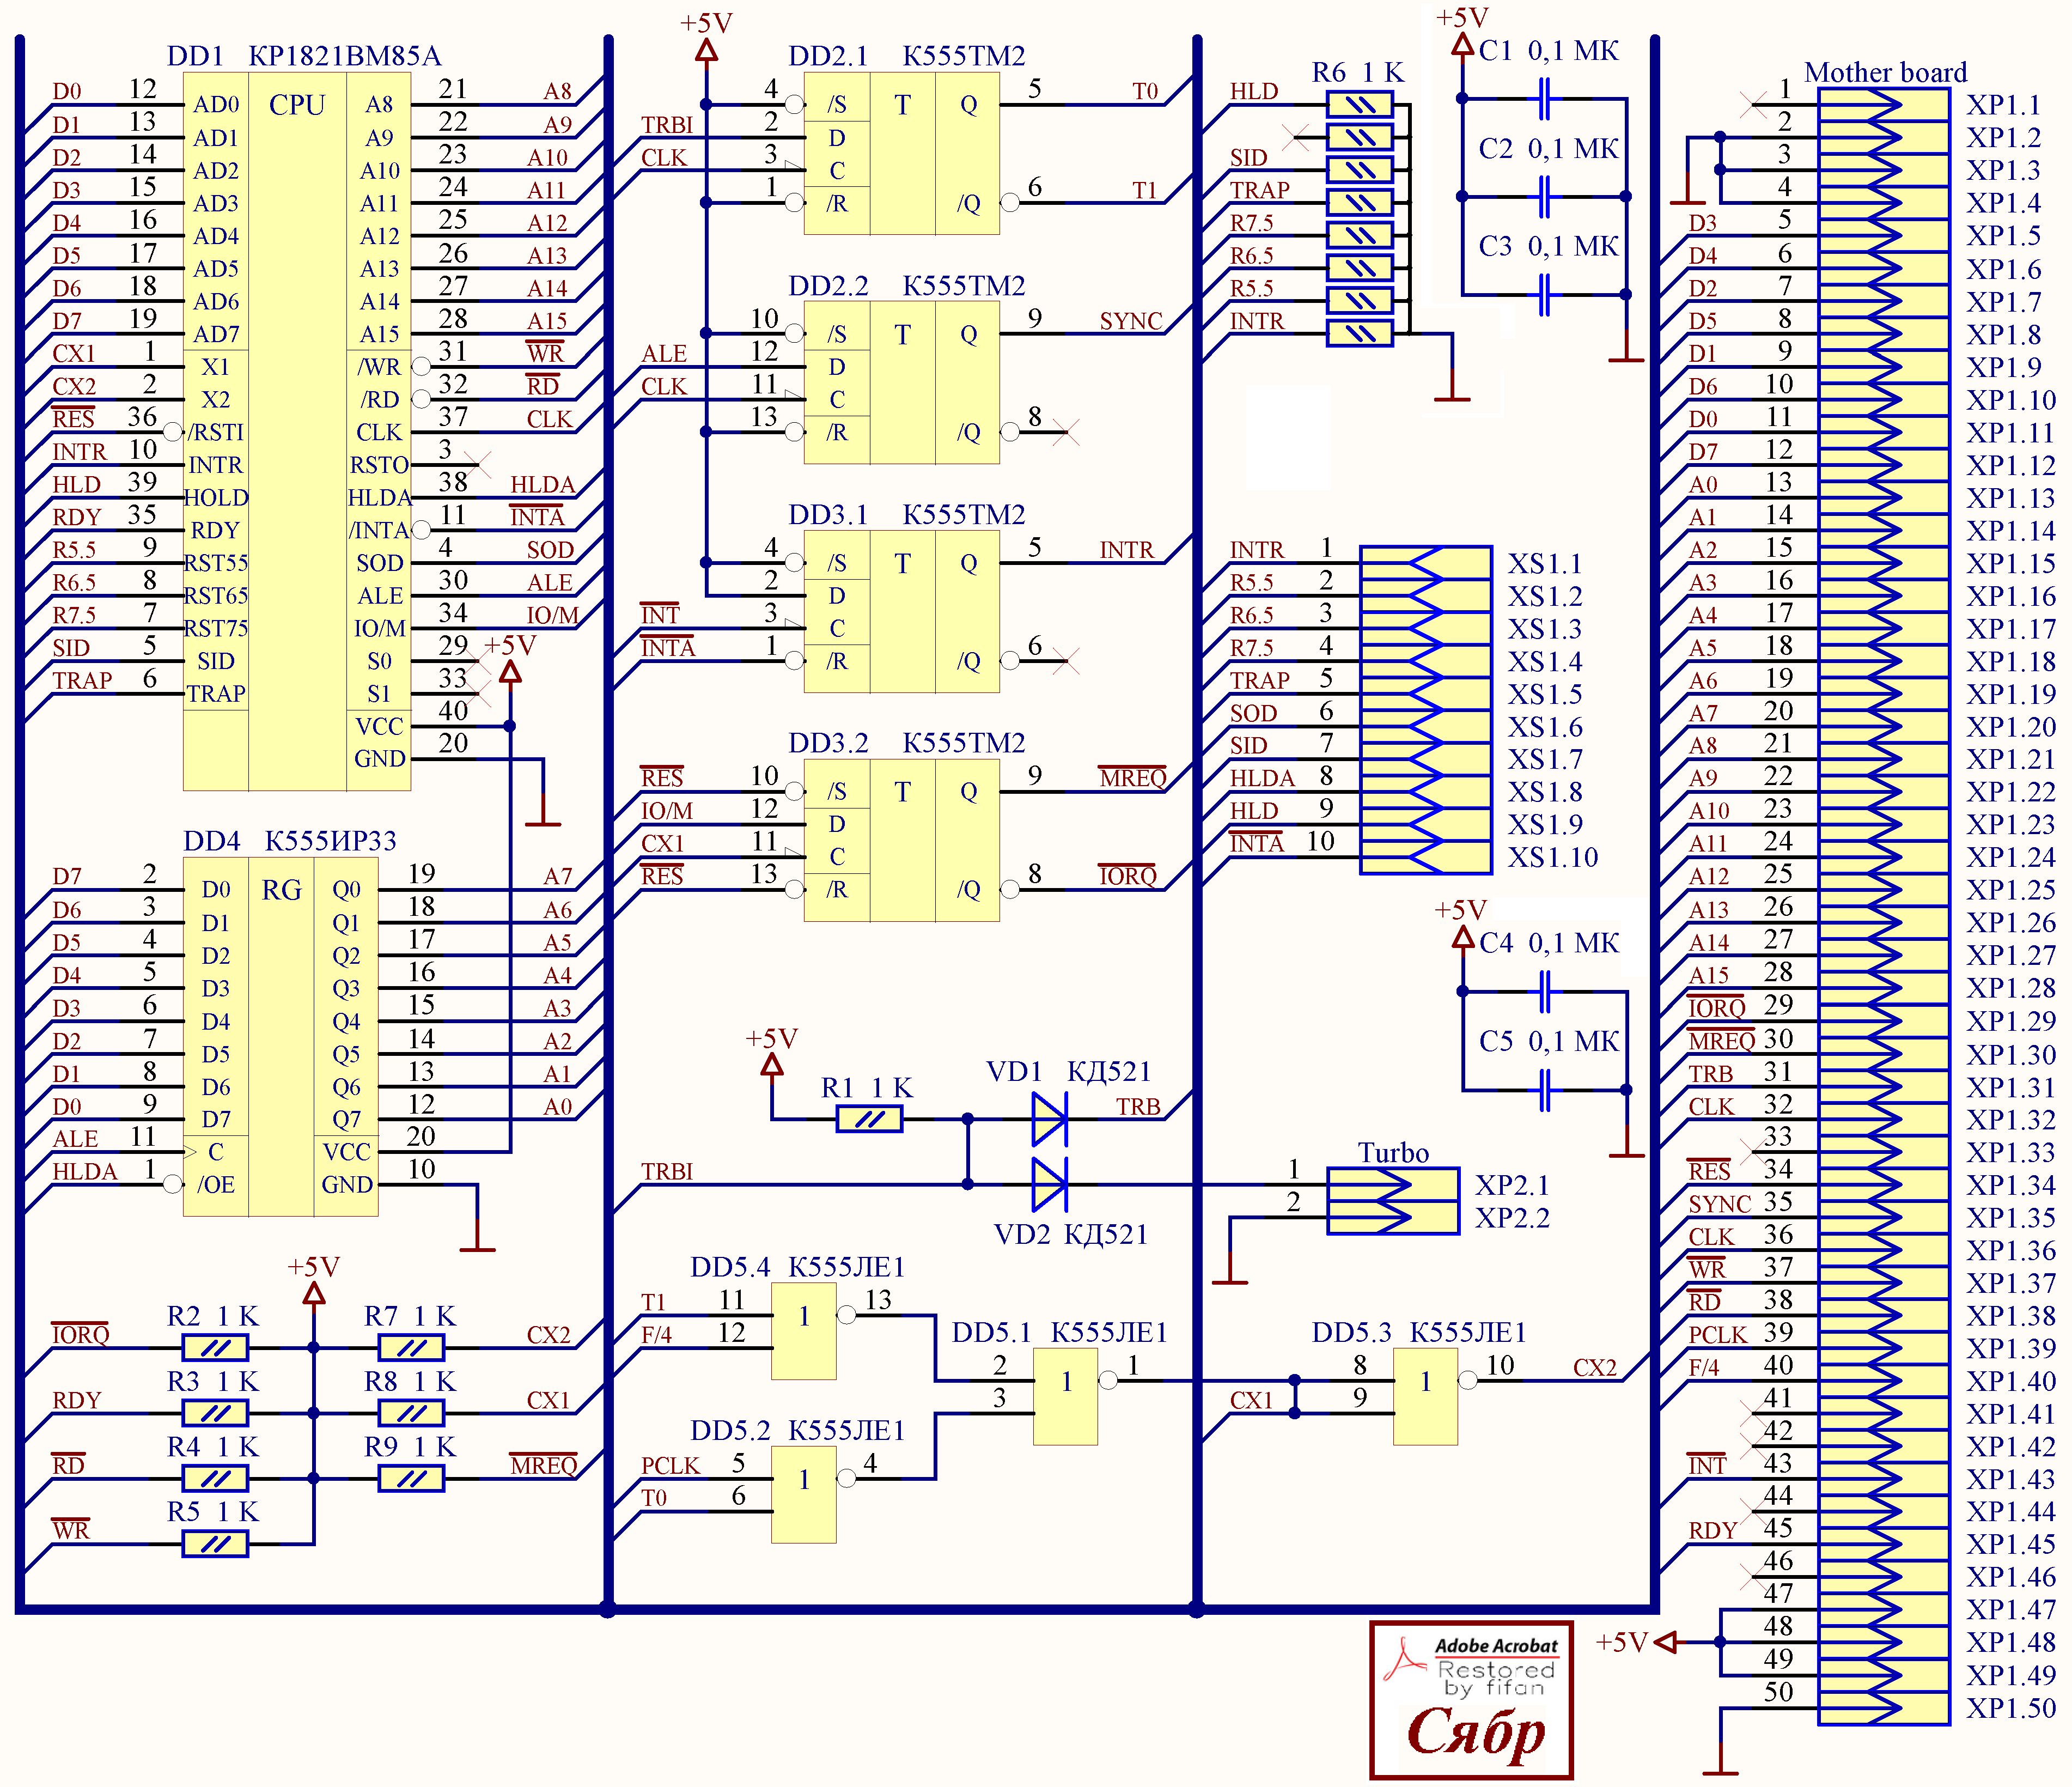 DD1 КР1821ВМ85А
CPU
D0 12 AD0 A8 21 A8
D1 13 AD1 A9 22 A9
D2 14 AD2 A10 23 A10
D3 15 AD3 A11 24 A11
D4 16 AD4 A12 25 A12
D5 17 AD5 A13 26 A13
D6 18 AD6 A14 27 A14
D7 19 AD7 A15 28 A15
CX1 1 X1 /WR 31 WR
CX2 2 X2 /RD 32 RD
RES 36 /RSTI CLK 37 CLK
INTR 10 INTR RSTO 3
HLD 39 HOLD HLDA 38 HLDA
RDY 35 RDY /INTA 11 INTA
R5.5 9 RST55 SOD 4 SOD
R6.5 8 RST65 ALE 30 ALE
R7.5 7 RST75 IO/M 34 IO/M
SID 5 SID S0 29 +5V
TRAP 6 TRAP S1 33
VCC 40
GND 20
DD4 К555ИР33
RG
D7 2 D0 Q0 19 A7
D6 3 D1 Q1 18 A6
D5 4 D2 Q2 17 A5
D4 5 D3 Q3 16 A4
D3 6 D4 Q4 15 A3
D2 7 D5 Q5 14 A2
D1 8 D6 Q6 13 A1
D0 9 D7 Q7 12 A0
ALE 11 C VCC 20
HLDA 1 /OE GND 10
+5V
IORQ R2 1 K R7 1 K CX2
RDY R3 1 K R8 1 K CX1
RD R4 1 K R9 1 K MREQ
WR R5 1 K
+5V
DD2.1 К555ТМ2
4 /S T Q 5 T0
TRBI 2 D
CLK 3 C
1 /R /Q 6 T1
DD2.2 К555ТМ2
10 /S T Q 9 SYNC
ALE 12 D
CLK 11 C
13 /R /Q 8
DD3.1 К555ТМ2
4 /S T Q 5 INTR
2 D
INT 3 C
INTA 1 /R /Q 6
DD3.2 К555ТМ2
RES 10 /S T Q 9 MREQ
IO/M 12 D
CX1 11 C
RES 13 /R /Q 8 IORQ
+5V
R1 1 K VD1 КД521
TRB
TRBI
VD2 КД521
Turbo
1 XP2.1
2 XP2.2
DD5.4 К555ЛЕ1
T1 11 1 13
F/4 12
DD5.1 К555ЛЕ1
2 1 1
3
DD5.2 К555ЛЕ1
PCLK 5 1 4
T0 6
DD5.3 К555ЛЕ1
8 1 10 CX2
CX1 9
R6 1 K
HLD
SID
TRAP
R7.5
R6.5
R5.5
INTR
+5V
C1 0,1 МК
C2 0,1 МК
C3 0,1 МК
INTR 1 XS1.1
R5.5 2 XS1.2
R6.5 3 XS1.3
R7.5 4 XS1.4
TRAP 5 XS1.5
SOD 6 XS1.6
SID 7 XS1.7
HLDA 8 XS1.8
HLD 9 XS1.9
INTA 10 XS1.10
+5V
C4 0,1 МК
C5 0,1 МК
Mother board
1 XP1.1
2 XP1.2
3 XP1.3
4 XP1.4
D3 5 XP1.5
D4 6 XP1.6
D2 7 XP1.7
D5 8 XP1.8
D1 9 XP1.9
D6 10 XP1.10
D0 11 XP1.11
D7 12 XP1.12
A0 13 XP1.13
A1 14 XP1.14
A2 15 XP1.15
A3 16 XP1.16
A4 17 XP1.17
A5 18 XP1.18
A6 19 XP1.19
A7 20 XP1.20
A8 21 XP1.21
A9 22 XP1.22
A10 23 XP1.23
A11 24 XP1.24
A12 25 XP1.25
A13 26 XP1.26
A14 27 XP1.27
A15 28 XP1.28
IORQ 29 XP1.29
MREQ 30 XP1.30
TRB 31 XP1.31
CLK 32 XP1.32
33 XP1.33
RES 34 XP1.34
SYNC 35 XP1.35
CLK 36 XP1.36
WR 37 XP1.37
RD 38 XP1.38
PCLK 39 XP1.39
F/4 40 XP1.40
41 XP1.41
42 XP1.42
INT 43 XP1.43
44 XP1.44
RDY 45 XP1.45
46 XP1.46
47 XP1.47
+5V 48 XP1.48
49 XP1.49
50 XP1.50
Adobe Acrobat
Restored
by fifan
Сябр